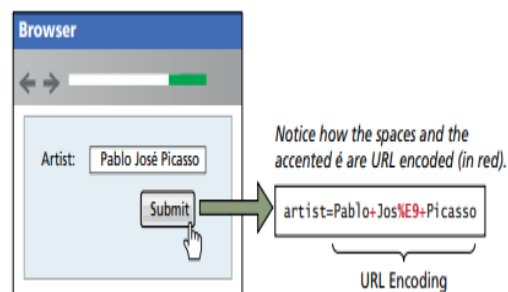 Browser
Artist: Pablo José Picasso
Submit
Notice how the spaces and the
accented é are URL encoded (in red).
artist=Pablo+Jos%E9+Picasso
URL Encoding